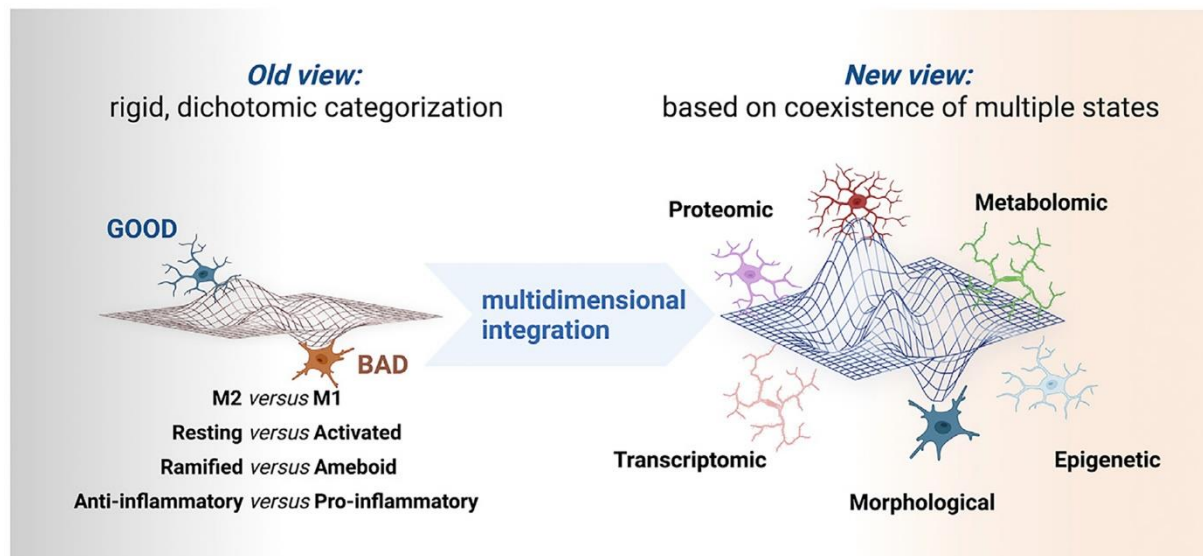 Old view:
rigid, dichotomic categorization
GOOD
BAD
M2 versus M1
Resting versus Activated
Ramified versus Ameboid
Anti-inflammatory versus Pro-inflammatory
multidimensional
integration
New view:
based on coexistence of multiple states
Proteomic
Metabolomic
Transcriptomic
Epigenetic
Morphological